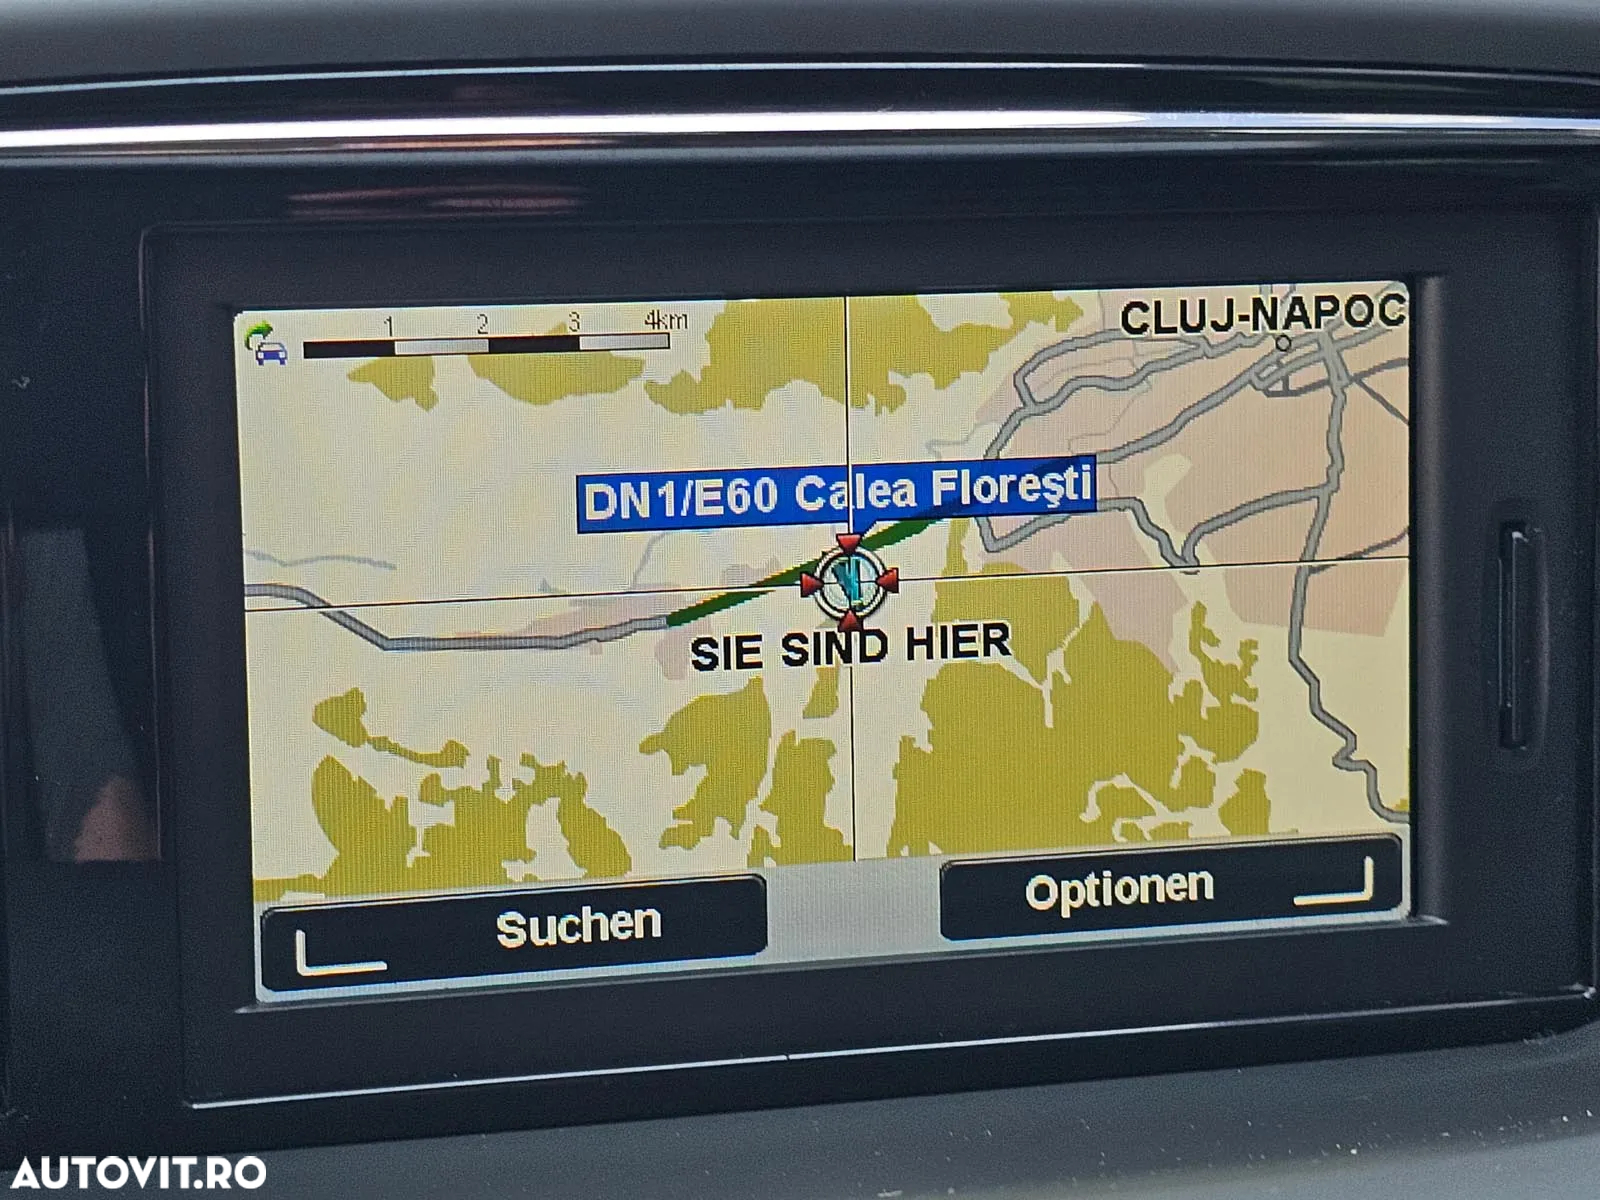 1 2 3 4km
CLUJ-NAPOC
DN1/E60 Calea Floreşti
SIE SIND HIER
Suchen
Optionen
AUTOVIT.RO